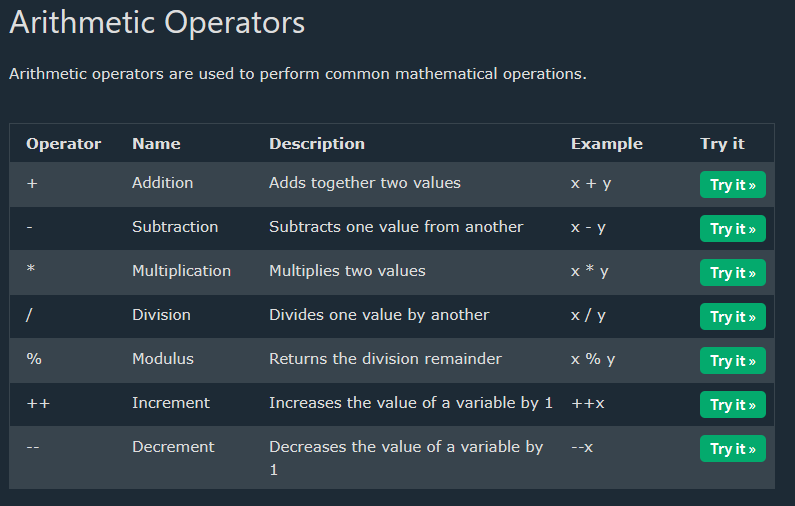 Arithmetic Operators
Arithmetic operators are used to perform common mathematical operations.
Operator Name Description Example Try it
+ Addition Adds together two values x + y Try it »
- Subtraction Subtracts one value from another x - y Try it »
* Multiplication Multiplies two values x * y Try it »
/ Division Divides one value by another x / y Try it »
% Modulus Returns the division remainder x % y Try it »
++ Increment Increases the value of a variable by 1 ++x Try it »
-- Decrement Decreases the value of a variable by --x Try it »
1